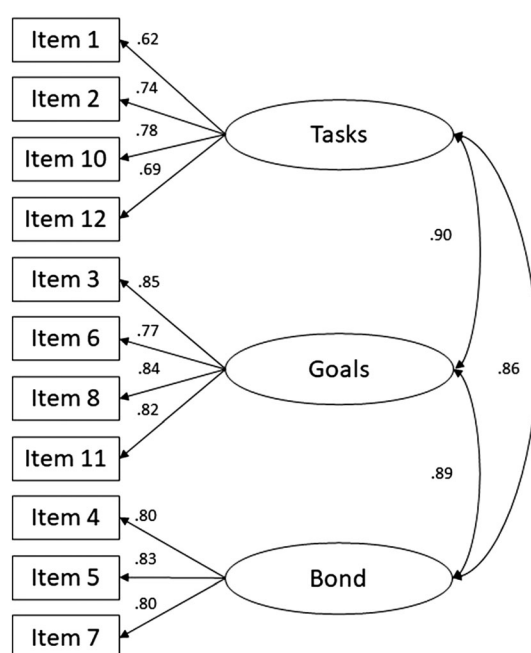 Item 1
.62
Item 2
.74
Item 10
.78
.69
Item 12
Tasks
Item 3
.85
Item 6
.77
Item 8
.84
.82
Item 11
Goals
Item 4
.80
Item 5
.83
Item 7
.80
Bond
.90
.86
.89